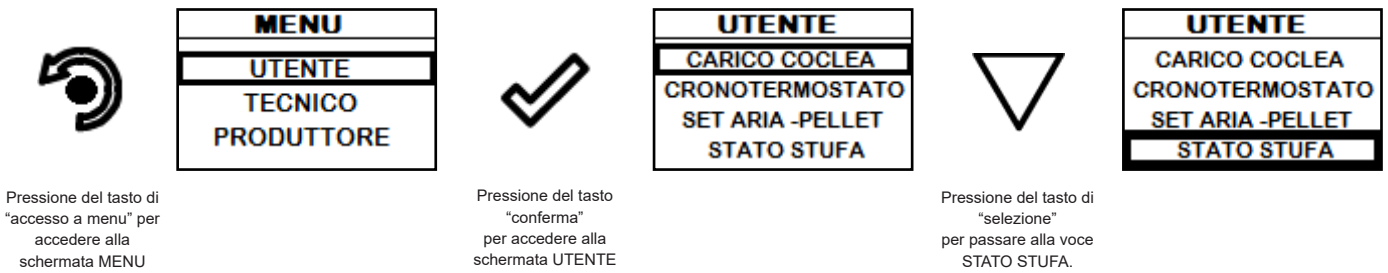 MENU
UTENTE
TECNICO
PRODUTTORE
UTENTE
CARICO COCLEA
CRONOTERMOSTATO
SET ARIA -PELLET
STATO STUFA
UTENTE
CARICO COCLEA
CRONOTERMOSTATO
SET ARIA -PELLET
STATO STUFA
Pressione del tasto di
“accesso a menu” per
accedere alla
schermata MENU
Pressione del tasto
“conferma”
per accedere alla
schermata UTENTE
Pressione del tasto di
“selezione”
per passare alla voce
STATO STUFA.